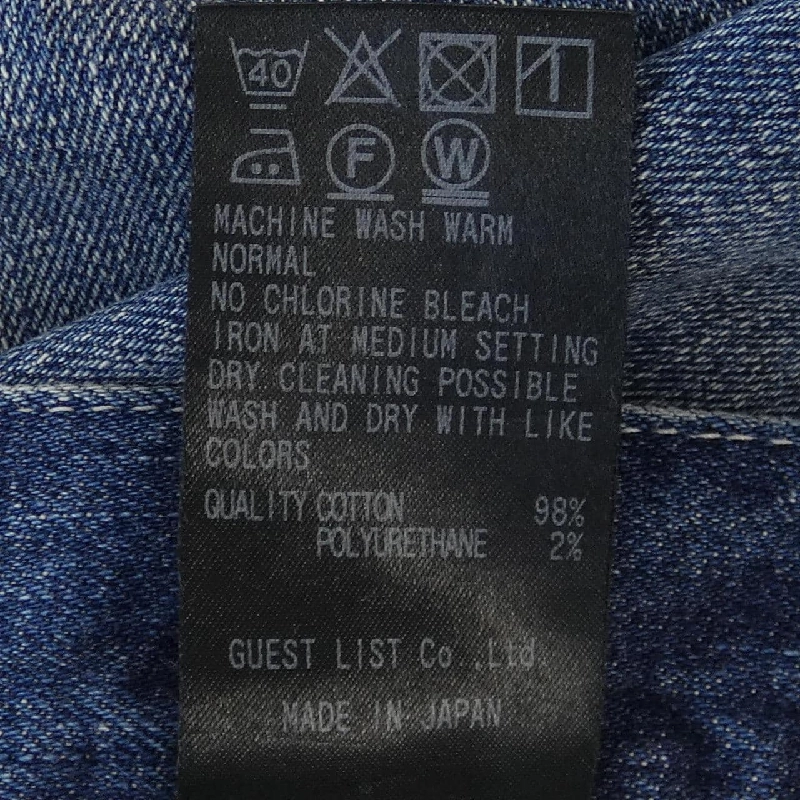 40
F W
MACHINE WASH WARM
NORMAL
NO CHLORINE BLEACH
IRON AT MEDIUM SETTING
DRY CLEANING POSSIBLE
WASH AND DRY WITH LIKE
COLORS
QUALITY COTTON 98%
POLYURETHANE 2%
GUEST LIST Co.,Ltd.
MADE IN JAPAN